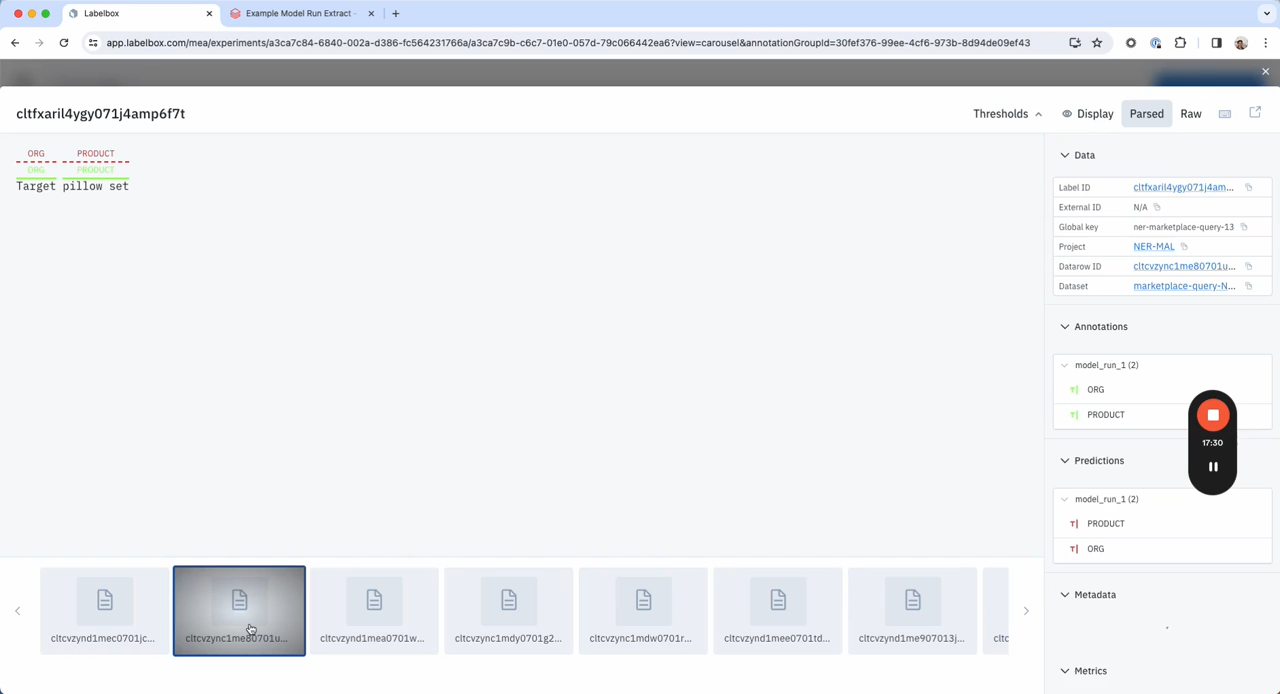 Labelbox
Example Model Run Extract -
app.labelbox.com/mea/experiments/a3ca7c84-6840-002a-d386-fc564231766a/a3ca7c9b-c6c7-01e0-057d-79c066442ea6?view=carousel&annotationGroupId=30fef376-99ee-4cf6-973b-8d94de09ef43
cltfxaril4ygy071j4amp6f7t
Thresholds
Display
Parsed
Raw
ORG PRODUCT
ORG PRODUCT
Target pillow set
Data
Label ID cltfxaril4ygy071j4am...
External ID N/A
Global key ner-marketplace-query-13
Project NER-MAL
Datarow ID cltcvzync1me80701u...
Dataset marketplace-query-N...
Annotations
model_run_1 (2)
ORG
PRODUCT
17:30
Predictions
model_run_1 (2)
PRODUCT
ORG
Metadata
Metrics
cltcvzynd1mec0701jc... cltcvzync1me80701u... cltcvzynd1mea0701w... cltcvzync1mdy0701g2... cltcvzync1mdw0701r... cltcvzynd1mee0701td... cltcvzynd1me907013j... cltc